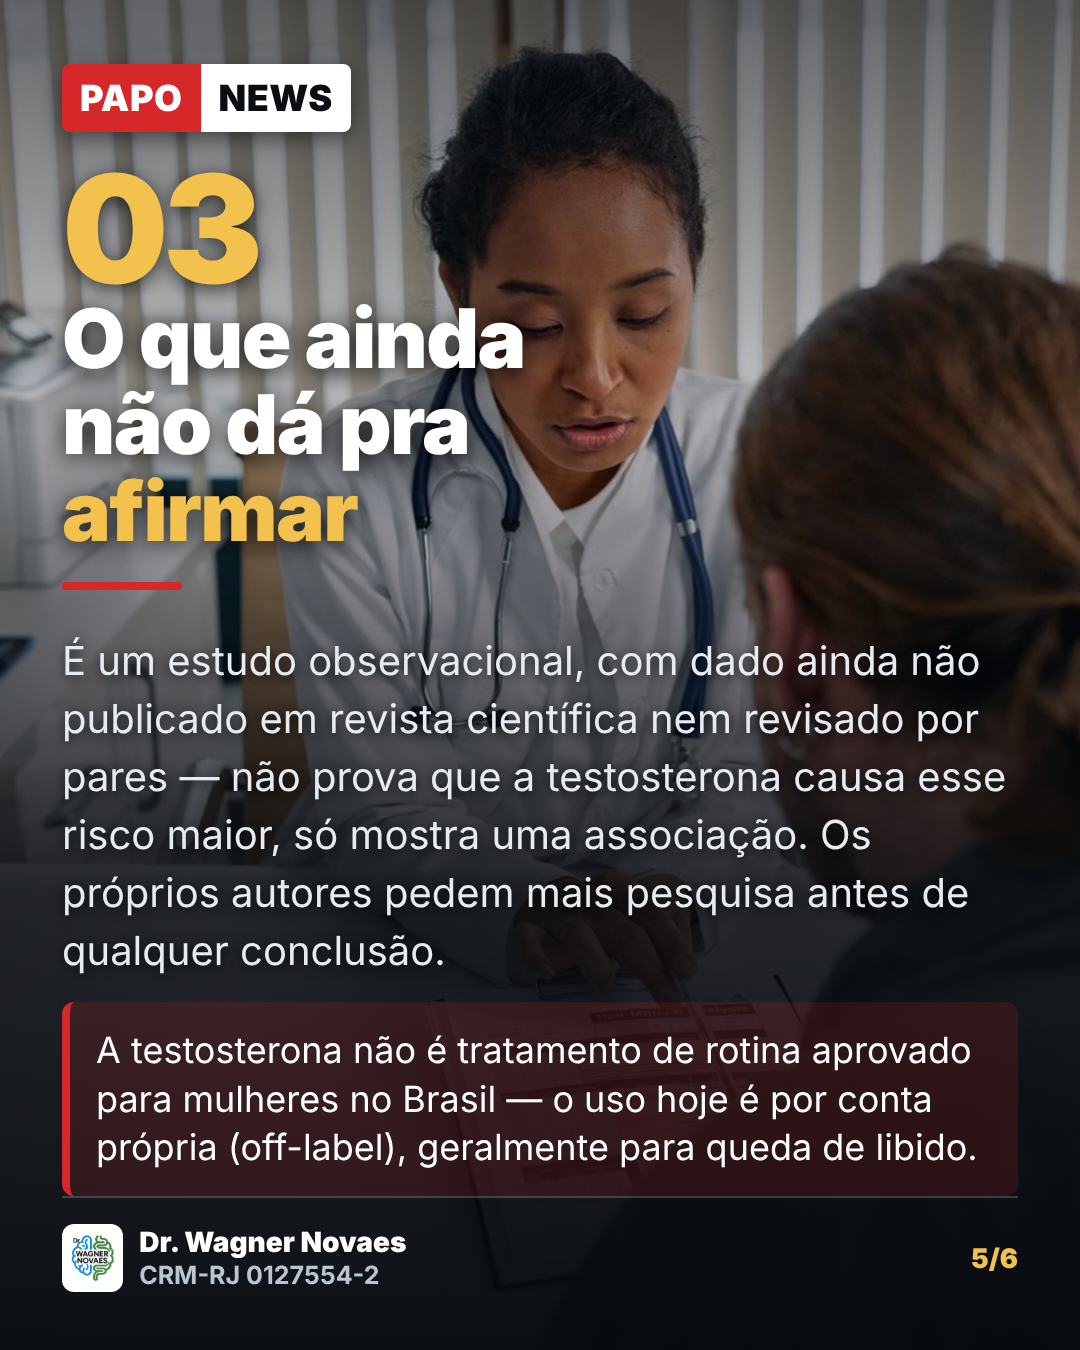 PAPO NEWS
03
O que ainda
não dá pra
afirmar
É um estudo observacional, com dado ainda não
publicado em revista científica nem revisado por
pares — não prova que a testosterona causa esse
risco maior, só mostra uma associação. Os
próprios autores pedem mais pesquisa antes de
qualquer conclusão.
A testosterona não é tratamento de rotina aprovado
para mulheres no Brasil — o uso hoje é por conta
própria (off-label), geralmente para queda de libido.
Dr.
WAGNER
NOVAES
Dr. Wagner Novaes
CRM-RJ 0127554-2
5/6